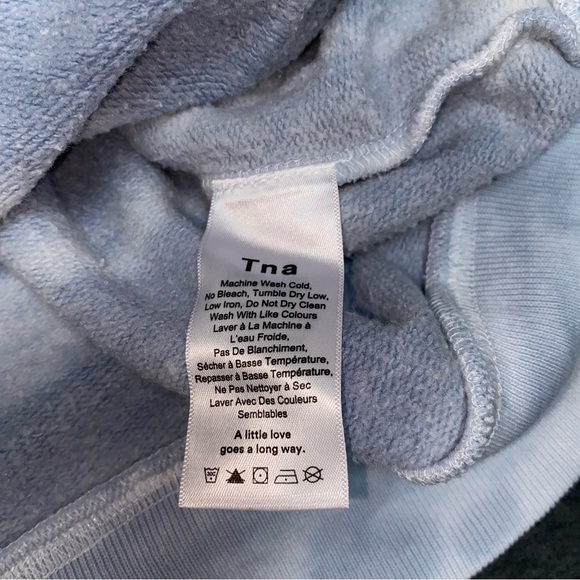 Tna
Machine Wash Cold,
No Bleach, Tumble Dry Low.
Low Iron, Do Not Dry Clean
Wash With Like Colours
Laver à La Machine à
L'eau Froide,
Pas De Blanchiment,
Sécher à Basse Température,
Repasser à Basse Température,
Ne Pas Nettoyer à Sec
Laver Avec Des Couleurs
Semblables
A little love
goes a long way.
30C